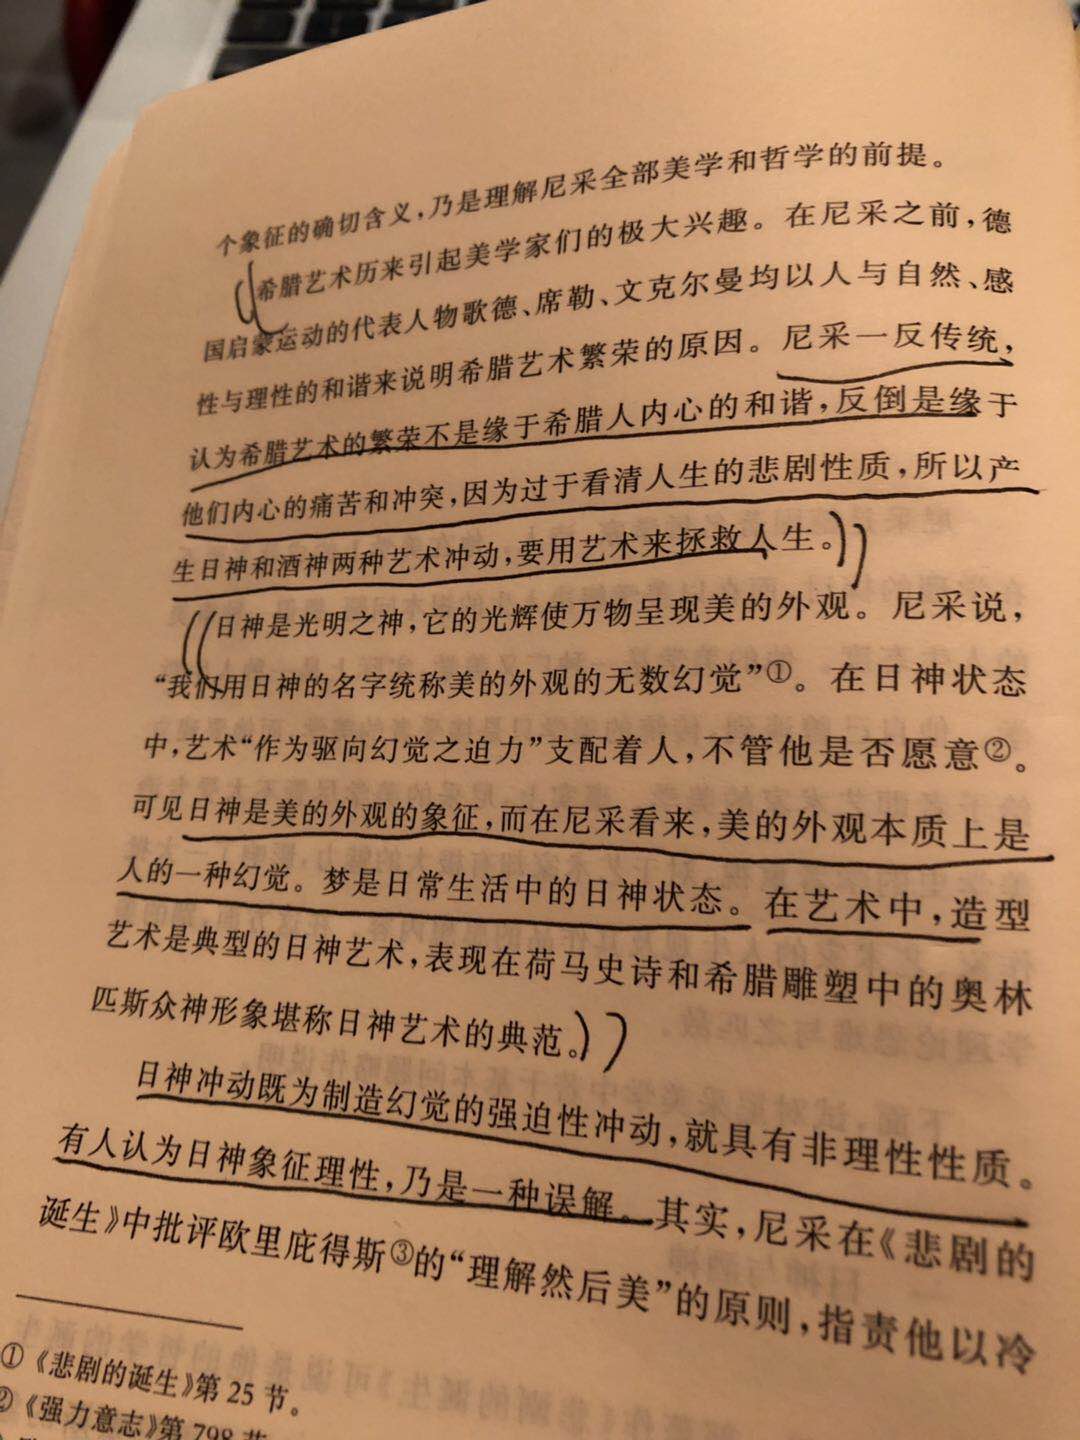 个象征的确切含义，乃是理解尼采全部美学和哲学的前提。
希腊艺术历来引起美学家们的极大兴趣。在尼采之前，德
国启蒙运动的代表人物歌德、席勒、文克尔曼均以人与自然、感
性与理性的和谐来说明希腊艺术繁荣的原因。尼采一反传统，
认为希腊艺术的繁荣不是缘于希腊人内心的和谐，反倒是缘于
他们内心的痛苦和冲突，因为过于看清人生的悲剧性质，所以产
生日神和酒神两种艺术冲动，要用艺术来拯救人生。
日神是光明之神，它的光辉使万物呈现美的外观。尼采说，
“我们用日神的名字统称美的外观的无数幻觉”①。在日神状态
中，艺术“作为驱向幻觉之迫力”支配着人，不管他是否愿意②。
可见日神是美的外观的象征，而在尼采看来，美的外观本质上是
人的一种幻觉。梦是日常生活中的日神状态。在艺术中，造型
艺术是典型的日神艺术，表现在荷马史诗和希腊雕塑中的奥林
匹斯众神形象堪称日神艺术的典范。
日神冲动既为制造幻觉的强迫性冲动，就具有非理性性质。
有人认为日神象征理性，乃是一种误解。其实，尼采在《悲剧的
诞生》中批评欧里庇得斯③的“理解然后美”的原则，指责他以冷
①《悲剧的诞生》第 25 节。
②《强力意志》第 798 节